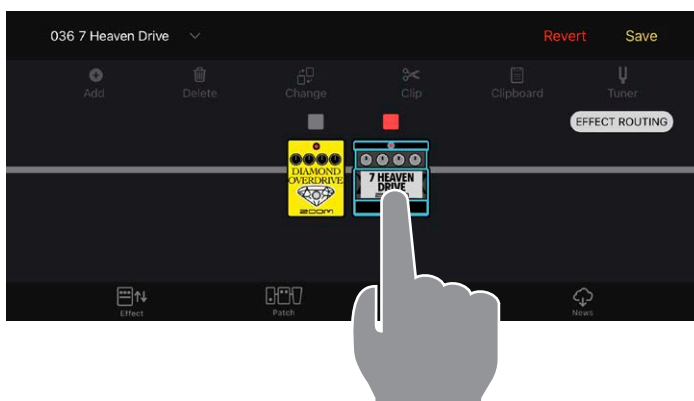 036 7 Heaven Drive
Revert
Save
Add
Delete
Change
Clip
Clipboard
Tuner
EFFECT ROUTING
DIAMOND
OVERDRIVE
ZOOM
7 HEAVEN
DRIVE
Effect
Patch
News